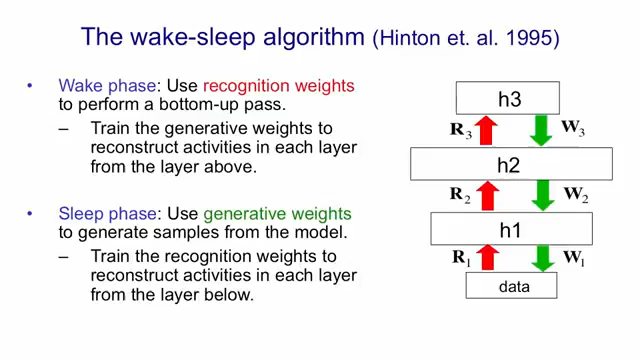 The wake-sleep algorithm (Hinton et. al. 1995)
• Wake phase: Use recognition weights
to perform a bottom-up pass.
– Train the generative weights to
reconstruct activities in each layer
from the layer above.
• Sleep phase: Use generative weights
to generate samples from the model.
– Train the recognition weights to
reconstruct activities in each layer
from the layer below.
h3
R3 W3
h2
R2 W2
h1
R1 W1
data